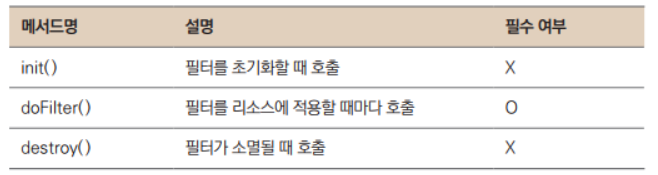 메서드명 설명 필수 여부
init() 필터를 초기화할 때 호출 X
doFilter() 필터를 리소스에 적용할 때마다 호출 O
destroy() 필터가 소멸될 때 호출 X